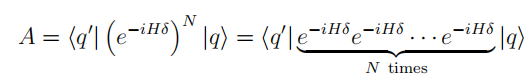 A = ⟨q′| (e^{−iHδ})^N |q⟩ = ⟨q′| e^{−iHδ} e^{−iHδ} ⋯ e^{−iHδ} |q⟩
N times